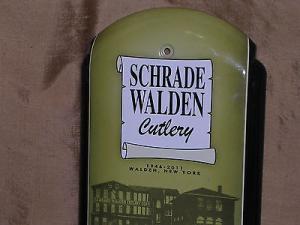 SCHRADE
WALDEN
Cutlery
1946-2011
WALDEN, NEW YORK